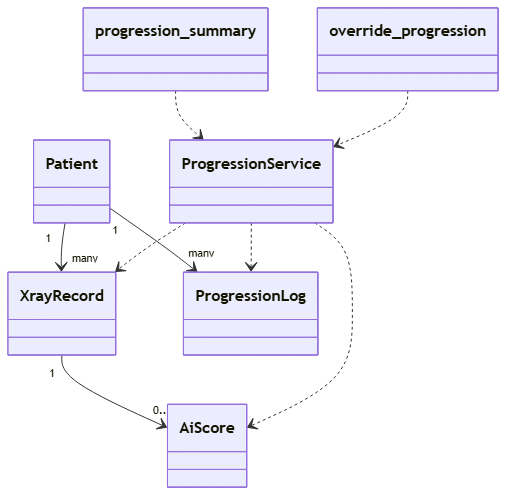 progression_summary
override_progression
Patient
ProgressionService
1
1
many
many
XrayRecord
ProgressionLog
1
0..
AiScore